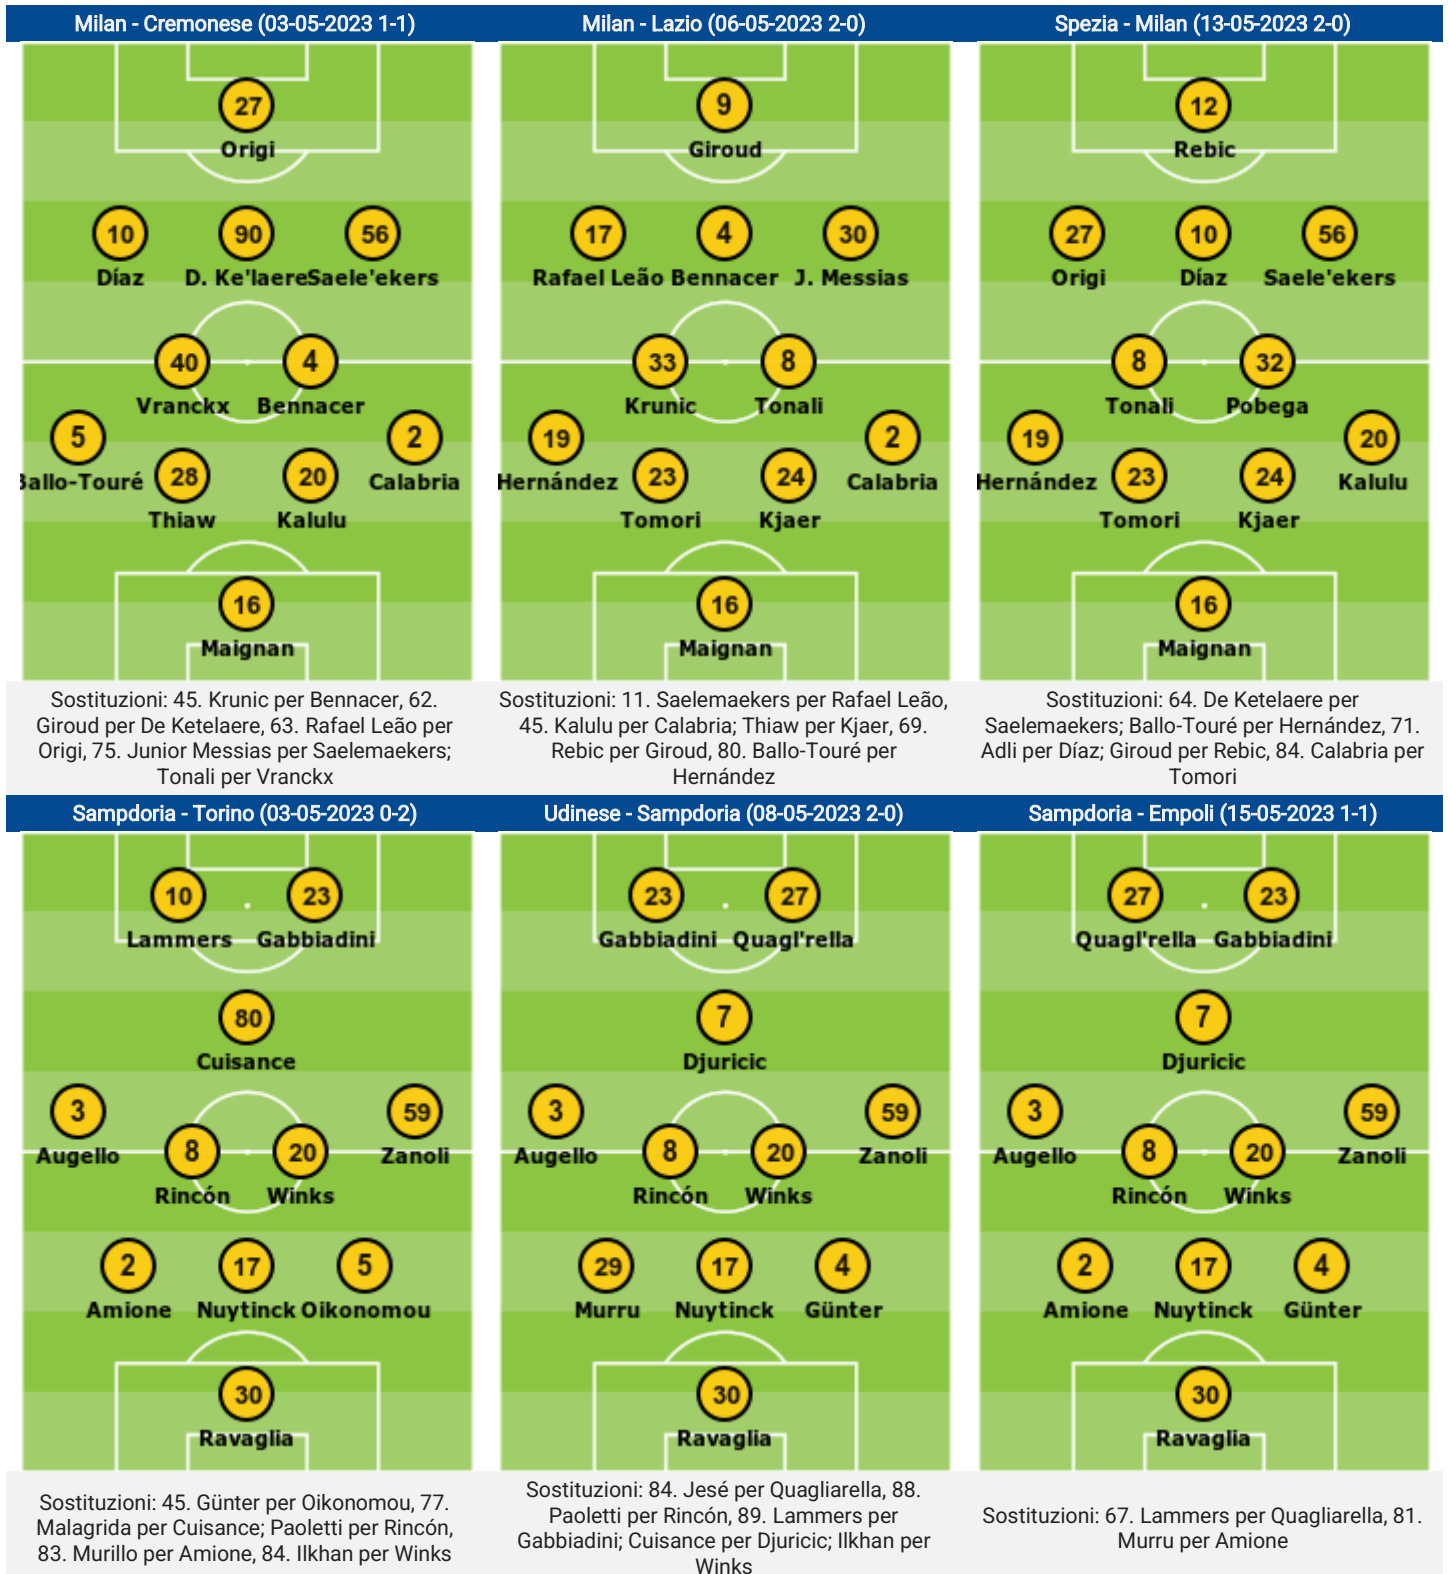 Milan - Cremonese (03-05-2023 1-1)
27
Origi
10 90 56
Díaz D. Ke'laere Saele'ekers
40 4
Vranckx Bennacer
5 2
Ballo-Touré Calabria
28 20
Thiaw Kalulu
16
Maignan
Sostituzioni: 45. Krunic per Bennacer, 62.
Giroud per De Ketelaere, 63. Rafael Leão per
Origi, 75. Junior Messias per Saelemaekers;
Tonali per Vranckx
Milan - Lazio (06-05-2023 2-0)
9
Giroud
17 4 30
Rafael Leão Bennacer J. Messias
33 8
Krunic Tonali
19 2
Hernández Calabria
23 24
Tomori Kjaer
16
Maignan
Sostituzioni: 11. Saelemaekers per Rafael Leão,
45. Kalulu per Calabria; Thiaw per Kjaer, 69.
Rebic per Giroud, 80. Ballo-Touré per
Hernández
Spezia - Milan (13-05-2023 2-0)
12
Rebic
27 10 56
Origi Díaz Saele'ekers
8 32
Tonali Pobega
19 20
Hernández Kalulu
23 24
Tomori Kjaer
16
Maignan
Sostituzioni: 64. De Ketelaere per
Saelemaekers; Ballo-Touré per Hernández, 71.
Adli per Díaz; Giroud per Rebic, 84. Calabria per
Tomori
Sampdoria - Torino (03-05-2023 0-2)
10 23
Lammers Gabbiadini
80
Cuisance
3 59
Augello Zanoli
8 20
Rincón Winks
2 17 5
Amione Nuytinck Oikonomou
30
Ravaglia
Sostituzioni: 45. Günter per Oikonomou, 77.
Malagrida per Cuisance; Paoletti per Rincón,
83. Murillo per Amione, 84. Ilkhan per Winks
Udinese - Sampdoria (08-05-2023 2-0)
23 27
Gabbiadini Quagl'rella
7
Djuricic
3 59
Augello Zanoli
8 20
Rincón Winks
29 17 4
Murru Nuytinck Günter
30
Ravaglia
Sostituzioni: 84. Jesé per Quagliarella, 88.
Paoletti per Rincón, 89. Lammers per
Gabbiadini; Cuisance per Djuricic; Ilkhan per
Winks
Sampdoria - Empoli (15-05-2023 1-1)
27 23
Quagl'rella Gabbiadini
7
Djuricic
3 59
Augello Zanoli
8 20
Rincón Winks
2 17 4
Amione Nuytinck Günter
30
Ravaglia
Sostituzioni: 67. Lammers per Quagliarella, 81.
Murru per Amione